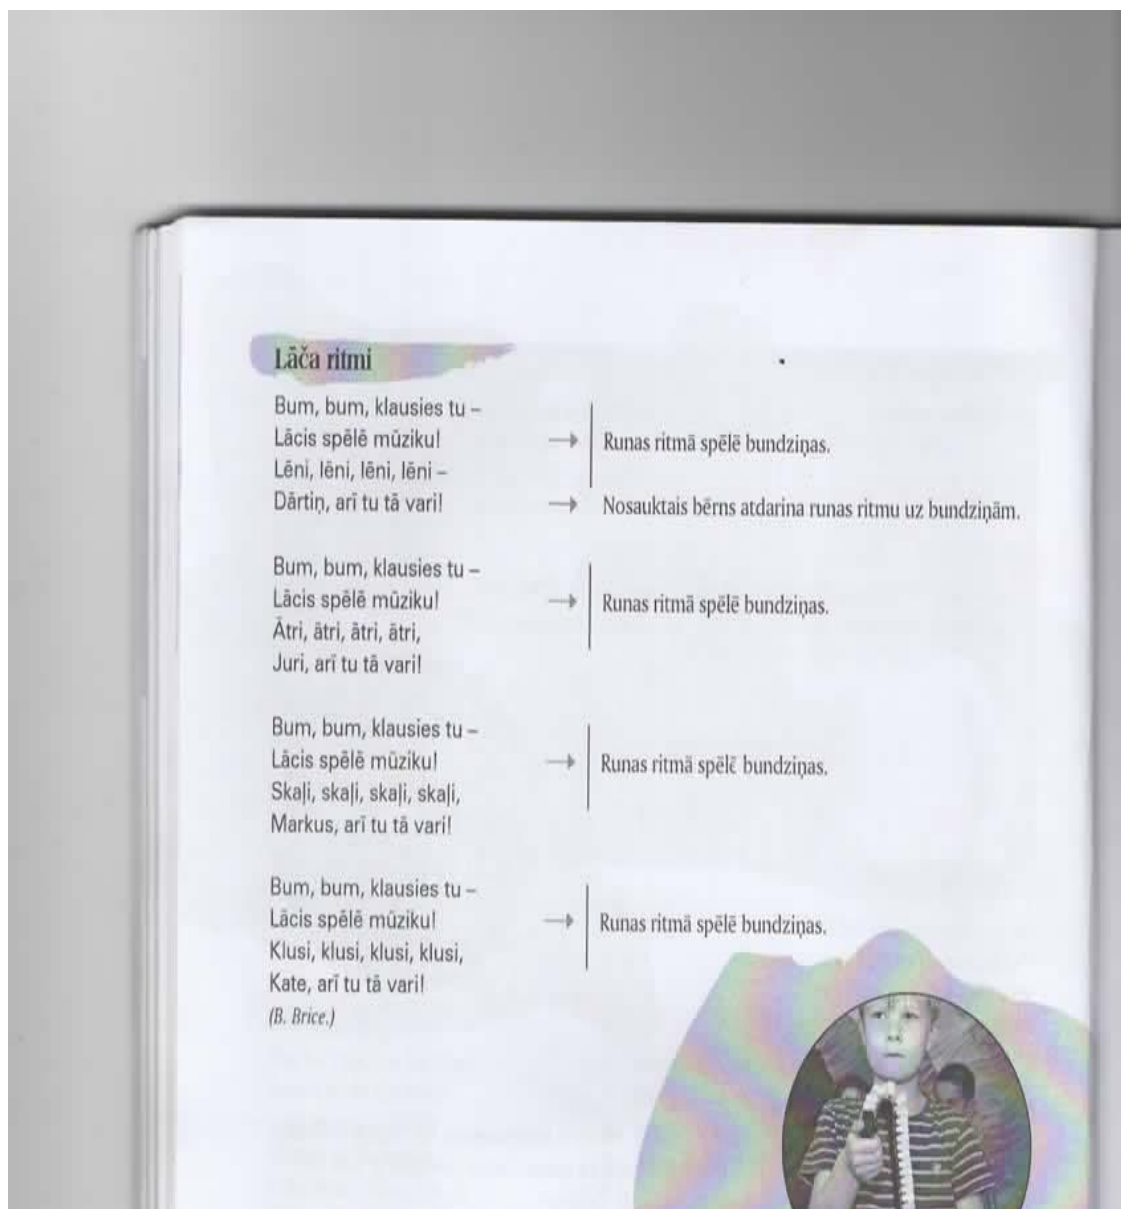 Lāča ritmi
Bum, bum, klausies tu –
Lācis spēlē mūziku!
→ Runas ritmā spēlē bundziņas.
Lēni, lēni, lēni, lēni –
Dārtiņ, arī tu tā vari!
→ Nosauktais bērns atdarina runas ritmu uz bundziņām.
Bum, bum, klausies tu –
Lācis spēlē mūziku!
→ Runas ritmā spēlē bundziņas.
Ātri, ātri, ātri, ātri,
Juri, arī tu tā vari!
Bum, bum, klausies tu –
Lācis spēlē mūziku!
→ Runas ritmā spēlē bundziņas.
Skaļi, skaļi, skaļi, skaļi,
Markus, arī tu tā vari!
Bum, bum, klausies tu –
Lācis spēlē mūziku!
→ Runas ritmā spēlē bundziņas.
Klusi, klusi, klusi, klusi,
Kate, arī tu tā vari!
(B. Brice.)